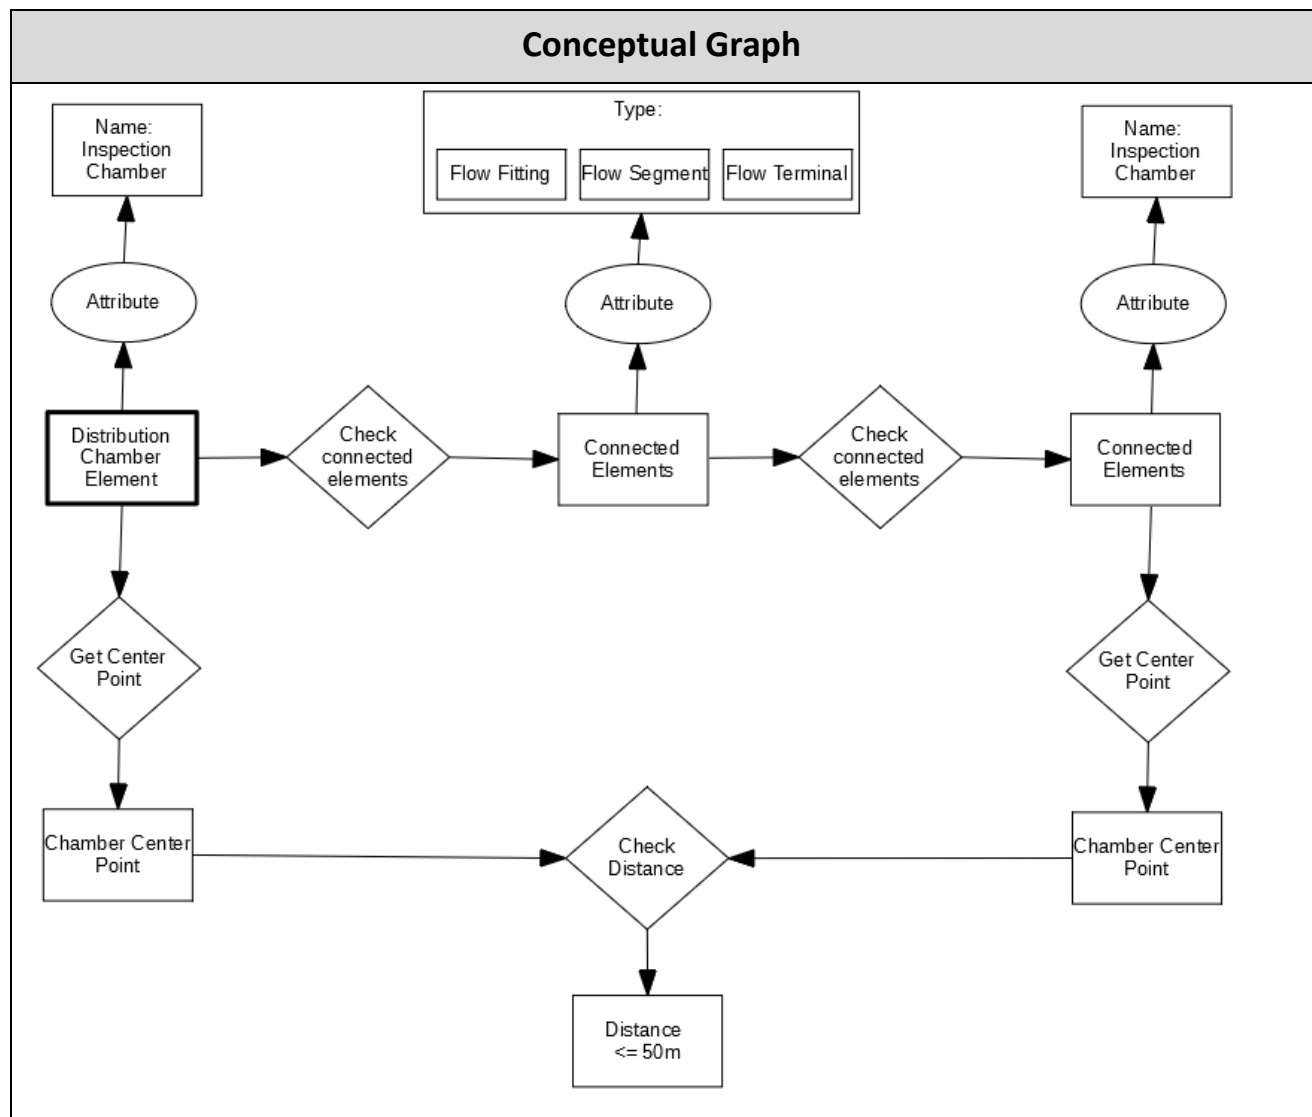 Conceptual Graph
Name:
Inspection
Chamber
Type:
Flow Fitting
Flow Segment
Flow Terminal
Name:
Inspection
Chamber
Attribute
Attribute
Attribute
Distribution
Chamber
Element
Check
connected
elements
Connected
Elements
Check
connected
elements
Connected
Elements
Get Center
Point
Get Center
Point
Chamber Center
Point
Check
Distance
Chamber Center
Point
Distance
<= 50m